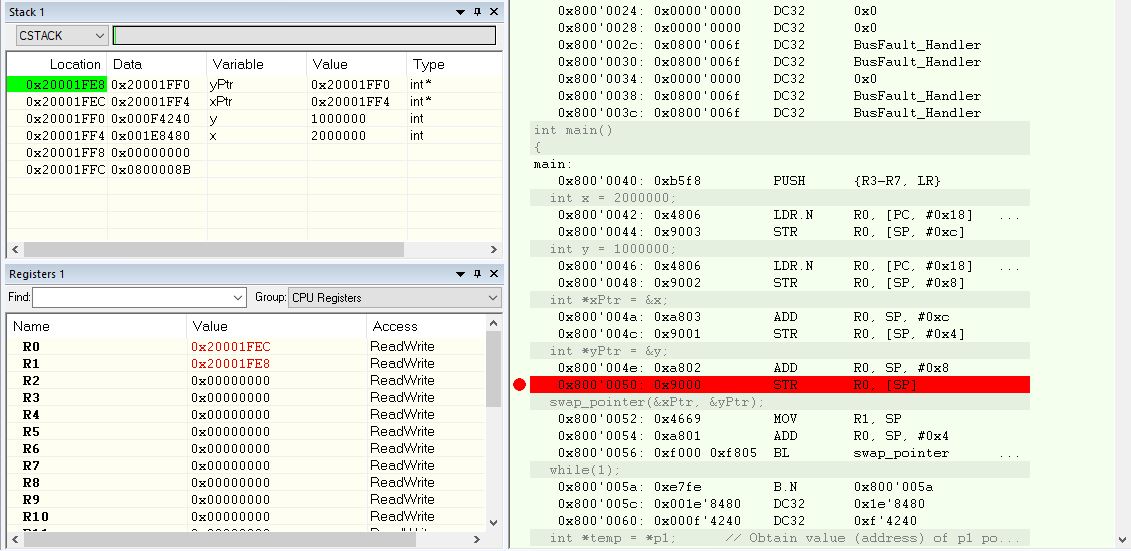 Stack 1
CSTACK
Location Data Variable Value Type
0x20001FE8 0x20001FF0 yPtr 0x20001FF0 int*
0x20001FEC 0x20001FF4 xPtr 0x20001FF4 int*
0x20001FF0 0x000F4240 y 1000000 int
0x20001FF4 0x001E8480 x 2000000 int
0x20001FF8 0x00000000
0x20001FFC 0x0800008B
Registers 1
Find: Group: CPU Registers
Name Value Access
R0 0x20001FEC ReadWrite
R1 0x20001FE8 ReadWrite
R2 0x00000000 ReadWrite
R3 0x00000000 ReadWrite
R4 0x00000000 ReadWrite
R5 0x00000000 ReadWrite
R6 0x00000000 ReadWrite
R7 0x00000000 ReadWrite
R8 0x00000000 ReadWrite
R9 0x00000000 ReadWrite
R10 0x00000000 ReadWrite
0x800'0024: 0x0000'0000 DC32 0x0
0x800'0028: 0x0000'0000 DC32 0x0
0x800'002c: 0x0800'006f DC32 BusFault_Handler
0x800'0030: 0x0800'006f DC32 BusFault_Handler
0x800'0034: 0x0000'0000 DC32 0x0
0x800'0038: 0x0800'006f DC32 BusFault_Handler
0x800'003c: 0x0800'006f DC32 BusFault_Handler
int main()
{
main:
0x800'0040: 0xb5f8 PUSH {R3-R7, LR}
int x = 2000000;
0x800'0042: 0x4806 LDR.N R0, [PC, #0x18] ...
0x800'0044: 0x9003 STR R0, [SP, #0xc]
int y = 1000000;
0x800'0046: 0x4806 LDR.N R0, [PC, #0x18] ...
0x800'0048: 0x9002 STR R0, [SP, #0x8]
int *xPtr = &x;
0x800'004a: 0xa803 ADD R0, SP, #0xc
0x800'004c: 0x9001 STR R0, [SP, #0x4]
int *yPtr = &y;
0x800'004e: 0xa802 ADD R0, SP, #0x8
0x800'0050: 0x9000 STR R0, [SP]
swap_pointer(&xPtr, &yPtr);
0x800'0052: 0x4669 MOV R1, SP
0x800'0054: 0xa801 ADD R0, SP, #0x4
0x800'0056: 0xf000 0xf805 BL swap_pointer ...
while(1);
0x800'005a: 0xe7fe B.N 0x800'005a
0x800'005c: 0x001e'8480 DC32 0x1e'8480
0x800'0060: 0x000f'4240 DC32 0xf'4240
int *temp = *p1; // Obtain value (address) of p1 po...